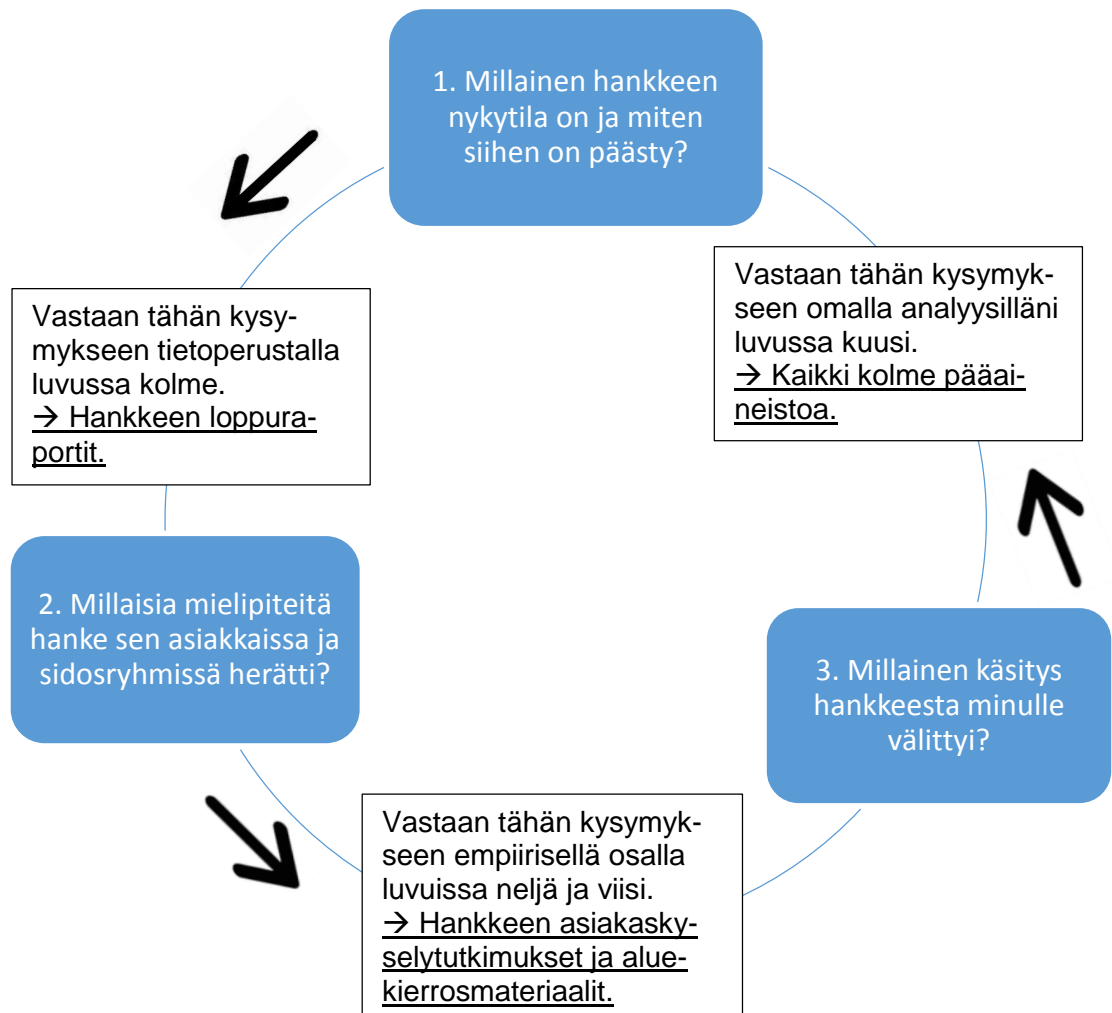 1. Millainen hankkeen
nykytila on ja miten
siihen on päästy?
Vastaan tähän kysy-
mykseen tietoperustalla
luvussa kolme.
→ Hankkeen loppura-
portit.
2. Millaisia mielipiteitä
hanke sen asiakkaissa ja
sidosryhmissä herätti?
Vastaan tähän kysymyk-
seen empiirisellä osalla
luvuissa neljä ja viisi.
→ Hankkeen asiakasky-
selytutkimukset ja alue-
kierrosmateriaalit.
3. Millainen käsitys
hankkeesta minulle
välittyi?
Vastaan tähän kysymyk-
seen omalla analyysilläni
luvussa kuusi.
→ Kaikki kolme pääai-
neistoa.